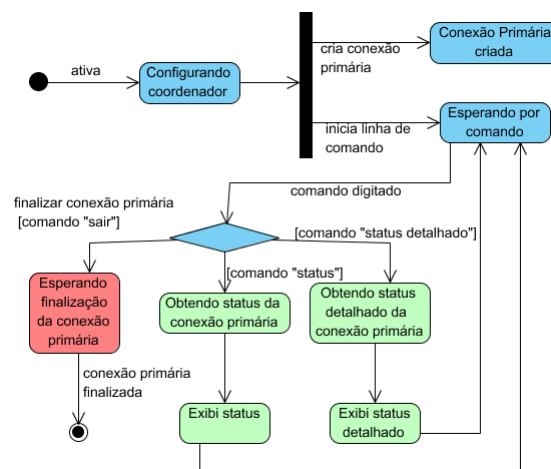 Conexão Primária
criada
cria conexão
primária
ativa
Configurando
coordenador
Esperando por
comando
inicia linha de
comando
comando digitado
finalizar conexão primária
[comando "sair"]
[comando "status detalhado"]
[comando "status"]
Esperando
finalização
da conexão
primária
Obtendo status da
conexão primária
Obtendo status
detalhado da
conexão primária
conexão primária
finalizada
Exibi status
Exibi status
detalhado